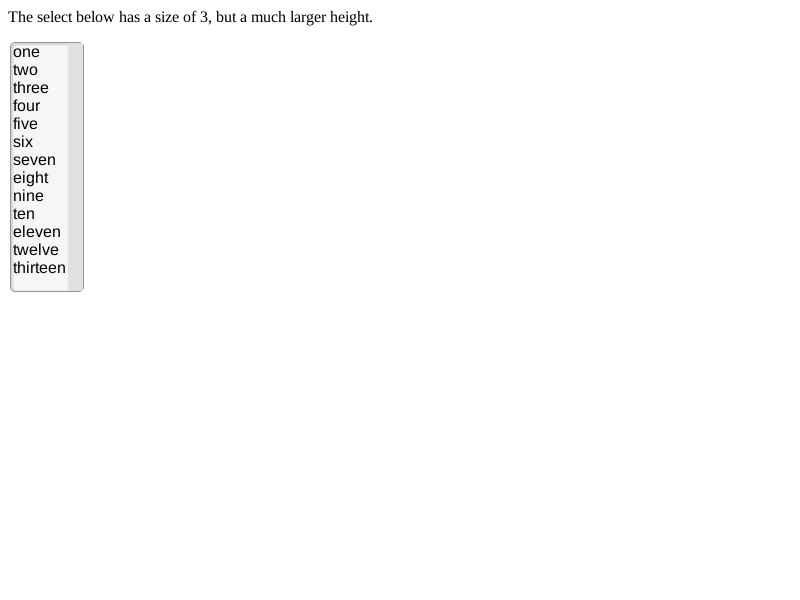 The select below has a size of 3, but a much larger height.
one
two
three
four
five
six
seven
eight
nine
ten
eleven
twelve
thirteen